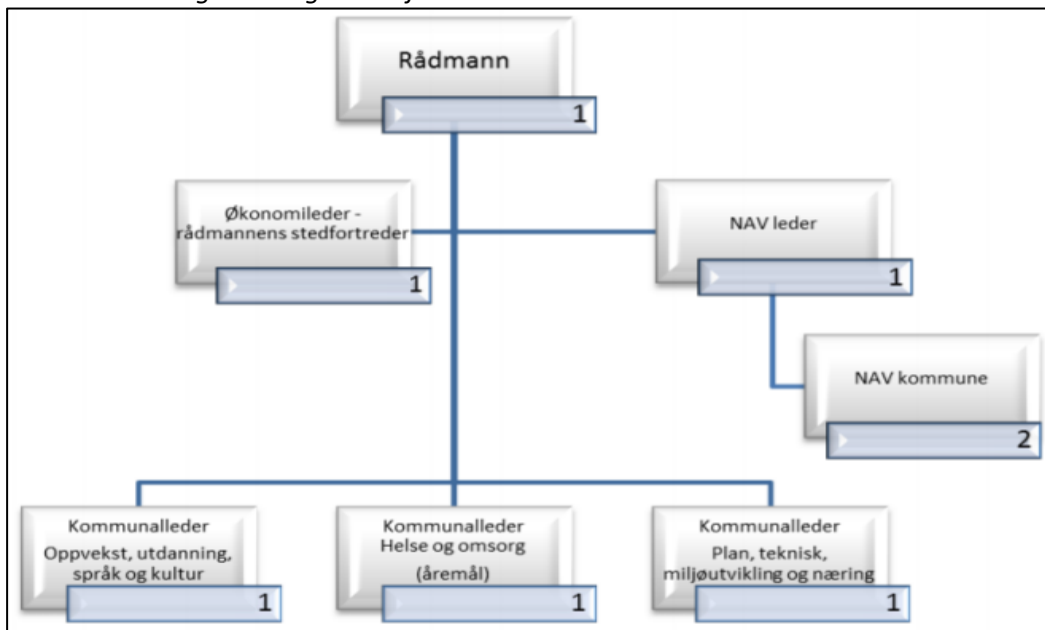 Rådmann
1
Økonomileder -
rådmannens stedfortreder
1
NAV leder
1
NAV kommune
2
Kommunalleder
Oppvekst, utdanning,
språk og kultur
1
Kommunalleder
Helse og omsorg
(åremål)
1
Kommunalleder
Plan, teknisk,
miljøutvikling og næring
1